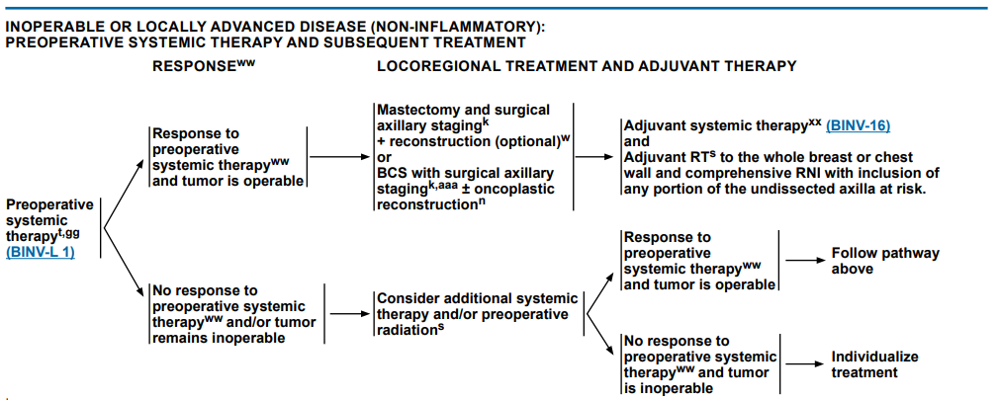 INOPERABLE OR LOCALLY ADVANCED DISEASE (NON-INFLAMMATORY):
PREOPERATIVE SYSTEMIC THERAPY AND SUBSEQUENT TREATMENT
RESPONSEww
LOCOREGIONAL TREATMENT AND ADJUVANT THERAPY
Preoperative
systemic
therapyt,gg
(BINV-L 1)
Response to
preoperative
systemic therapyww
and tumor is operable
Mastectomy and surgical
axillary stagingk
+ reconstruction (optional)w
or
BCS with surgical axillary
stagingk,aaa ± oncoplastic
reconstructionn
Adjuvant systemic therapyxx (BINV-16)
and
Adjuvant RTs to the whole breast or chest
wall and comprehensive RNI with inclusion of
any portion of the undissected axilla at risk.
No response to
preoperative systemic
therapyww and/or tumor
remains inoperable
Consider additional systemic
therapy and/or preoperative
radiations
Response to
preoperative
systemic therapyww
and tumor is operable
Follow pathway
above
No response to
preoperative systemic
therapyww and tumor
is inoperable
Individualize
treatment